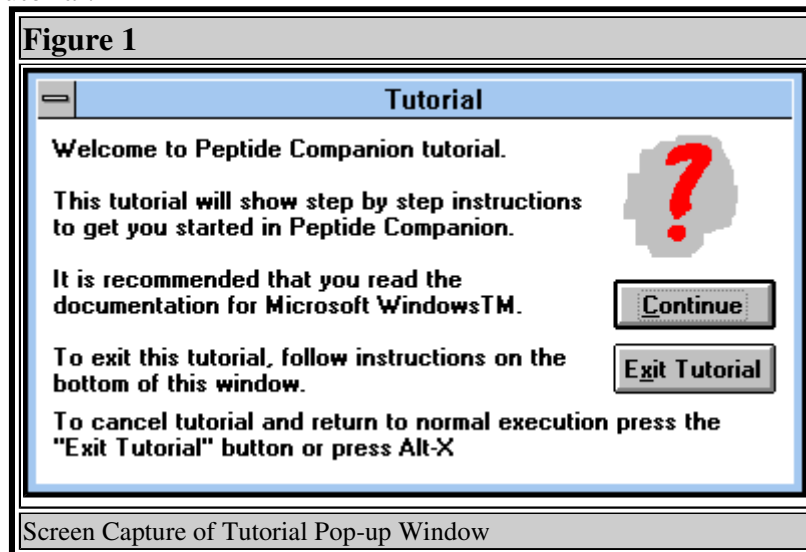 Figure 1
Tutorial
Welcome to Peptide Companion tutorial.
This tutorial will show step by step instructions
to get you started in Peptide Companion.
It is recommended that you read the
documentation for Microsoft WindowsTM.
Continue
To exit this tutorial, follow instructions on the
bottom of this window.
Exit Tutorial
To cancel tutorial and return to normal execution press the
"Exit Tutorial" button or press Alt-X
Screen Capture of Tutorial Pop-up Window